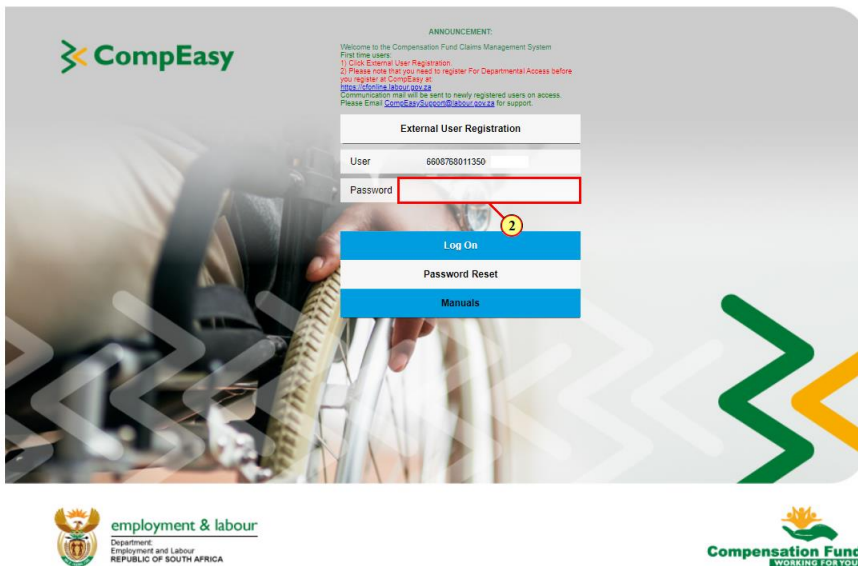 CompEasy
ANNOUNCEMENT:
Welcome to the Compensation Fund Claims Management System
First time users:
1) Click External User Registration.
2) Please note that you need to register For Departmental Access before
you register at CompEasy at
https://cfonline.labour.gov.za
Communication mail will be sent to newly registered users on access.
Please Email CompEasySupport@labour.gov.za for support.
External User Registration
User 6608768011350
Password
2
Log On
Password Reset
Manuals
employment & labour
Department:
Employment and Labour
REPUBLIC OF SOUTH AFRICA
Compensation Fund
WORKING FOR YOU